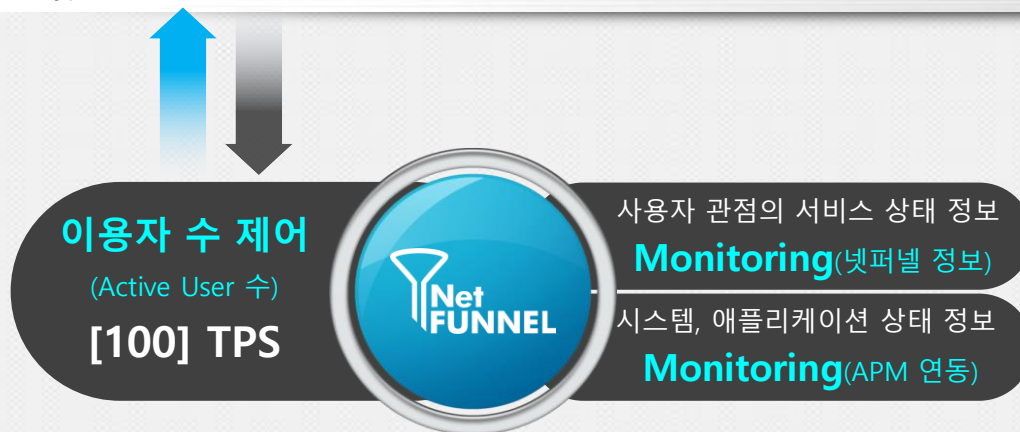 이용자 수 제어
(Active User 수)
[100] TPS
Net
FUNNEL
사용자 관점의 서비스 상태 정보
Monitoring(넷퍼넬 정보)
시스템, 애플리케이션 상태 정보
Monitoring(APM 연동)